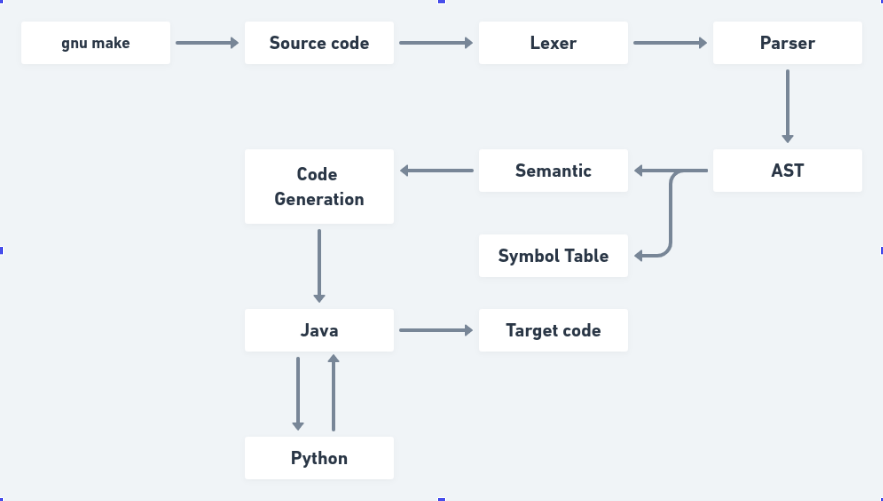 gnu make
Source code
Lexer
Parser
Code
Generation
Semantic
AST
Symbol Table
Java
Target code
Python